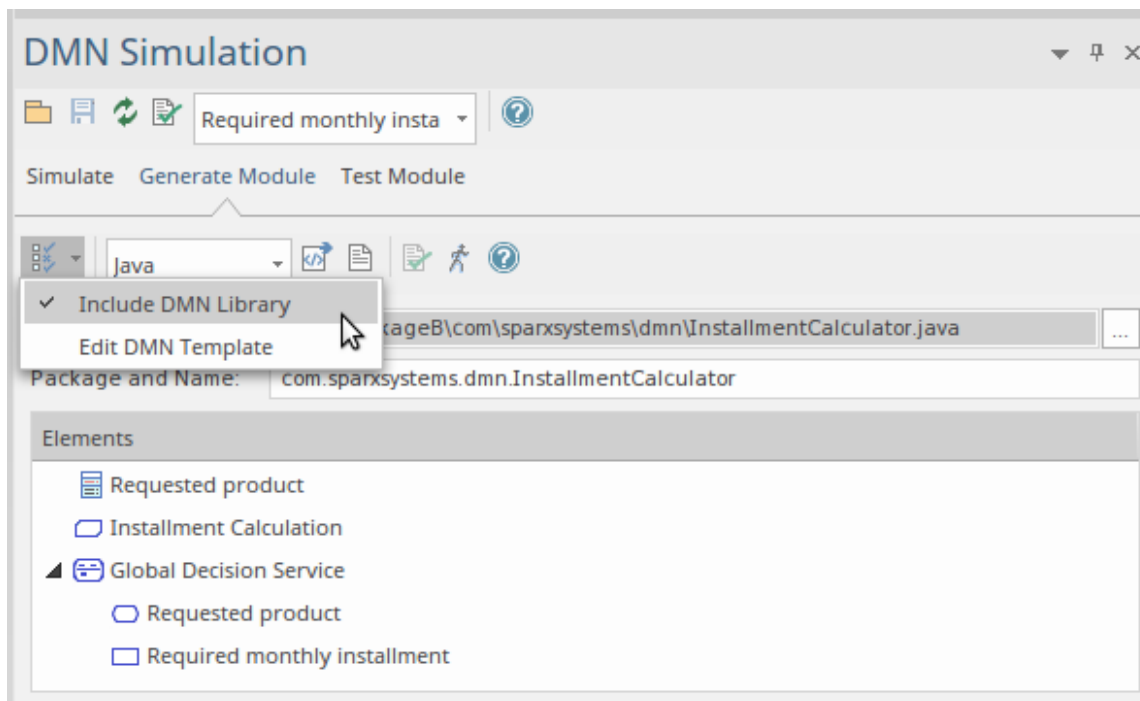 DMN Simulation
Required monthly insta
Simulate Generate Module Test Module
Java
Include DMN Library
kageB\com\sparxsystems\dmn\InstallmentCalculator.java ...
Edit DMN Template
Package and Name: com.sparxsystems.dmn.InstallmentCalculator
Elements
Requested product
Installment Calculation
Global Decision Service
Requested product
Required monthly installment